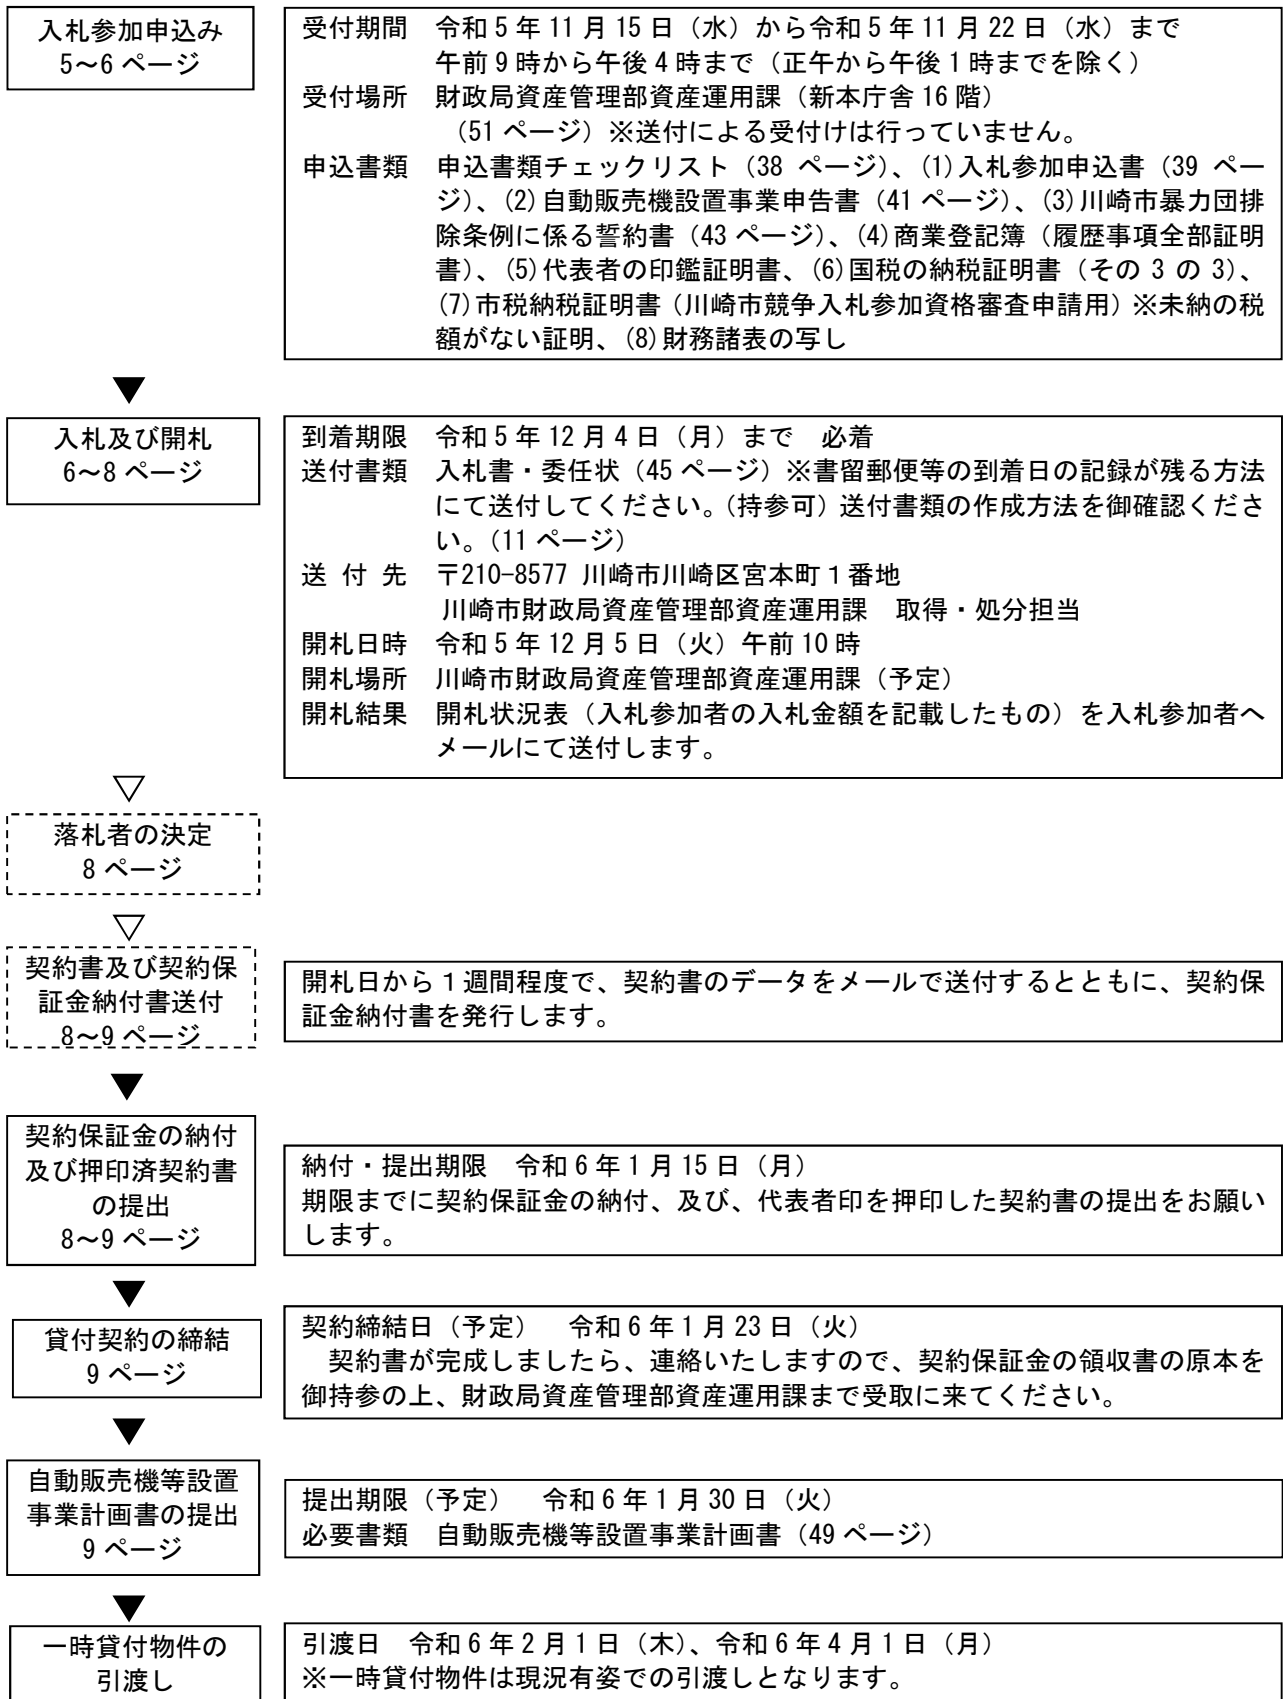 入札参加申込み
5～6 ページ
受付期間 令和 5 年 11 月 15 日（水）から令和 5 年 11 月 22 日（水）まで
午前 9 時から午後 4 時まで（正午から午後 1 時までを除く）
受付場所 財政局資産管理部資産運用課（新本庁舎 16 階）
（51 ページ）※送付による受付けは行っていません。
申込書類 申込書類チェックリスト（38 ページ）、(1)入札参加申込書（39 ペー
ジ）、(2)自動販売機設置事業申告書（41 ページ）、(3)川崎市暴力団排
除条例に係る誓約書（43 ページ）、(4)商業登記簿（履歴事項全部証明
書）、(5)代表者の印鑑証明書、(6)国税の納税証明書（その 3 の 3）、
(7)市税納税証明書（川崎市競争入札参加資格審査申請用）※未納の税
額がない証明、(8)財務諸表の写し
▼
入札及び開札
6～8 ページ
到着期限 令和 5 年 12 月 4 日（月）まで 必着
送付書類 入札書・委任状（45 ページ）※書留郵便等の到着日の記録が残る方法
にて送付してください。（持参可）送付書類の作成方法を御確認くださ
い。（11 ページ）
送 付 先 〒210-8577 川崎市川崎区宮本町１番地
川崎市財政局資産管理部資産運用課 取得・処分担当
開札日時 令和 5 年 12 月 5 日（火）午前 10 時
開札場所 川崎市財政局資産管理部資産運用課（予定）
開札結果 開札状況表（入札参加者の入札金額を記載したもの）を入札参加者へ
メールにて送付します。
▽
落札者の決定
8 ページ
▽
契約書及び契約保
証金納付書送付
8～9 ページ
開札日から１週間程度で、契約書のデータをメールで送付するとともに、契約保
証金納付書を発行します。
▼
契約保証金の納付
及び押印済契約書
の提出
8～9 ページ
納付・提出期限 令和 6 年 1 月 15 日（月）
期限までに契約保証金の納付、及び、代表者印を押印した契約書の提出をお願い
します。
▼
貸付契約の締結
9 ページ
契約締結日（予定） 令和 6 年 1 月 23 日（火）
契約書が完成しましたら、連絡いたしますので、契約保証金の領収書の原本を
御持参の上、財政局資産管理部資産運用課まで受取に来てください。
▼
自動販売機等設置
事業計画書の提出
9 ページ
提出期限（予定） 令和 6 年 1 月 30 日（火）
必要書類 自動販売機等設置事業計画書（49 ページ）
▼
一時貸付物件の
引渡し
引渡日 令和 6 年 2 月 1 日（木）、令和 6 年 4 月 1 日（月）
※一時貸付物件は現況有姿での引渡しとなります。